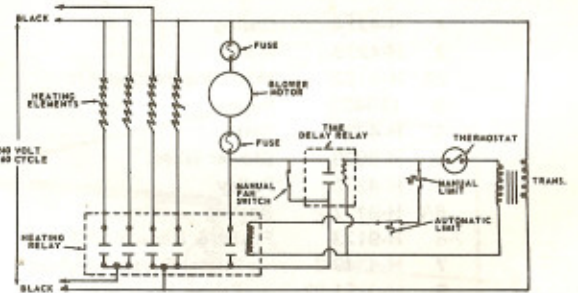 BLACK
FUSE
HEATING
ELEMENTS
BLOWER
MOTOR
TIME
DELAY RELAY
FUSE
THERMOSTAT
VOLT
60 CYCLE
MANUAL
FAN
SWITCH
MANUAL
LIMIT
TRANS.
HEATING
RELAY
AUTOMATIC
LIMIT
BLACK